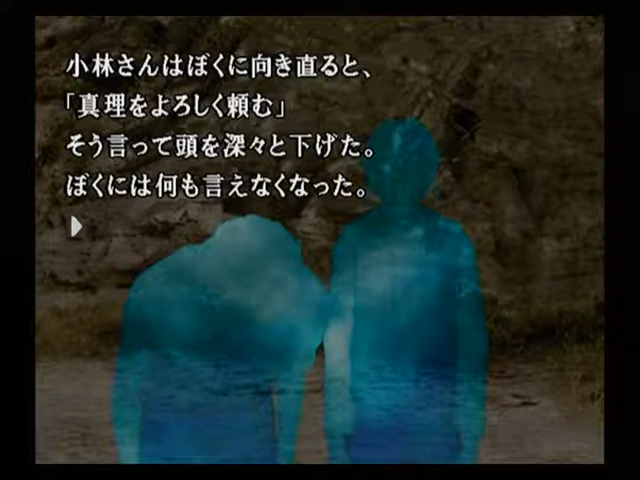 小林さんはぼくに向き直ると、
「真理をよろしく頼む」
そう言って頭を深々と下げた。
ぼくには何も言えなくなった。